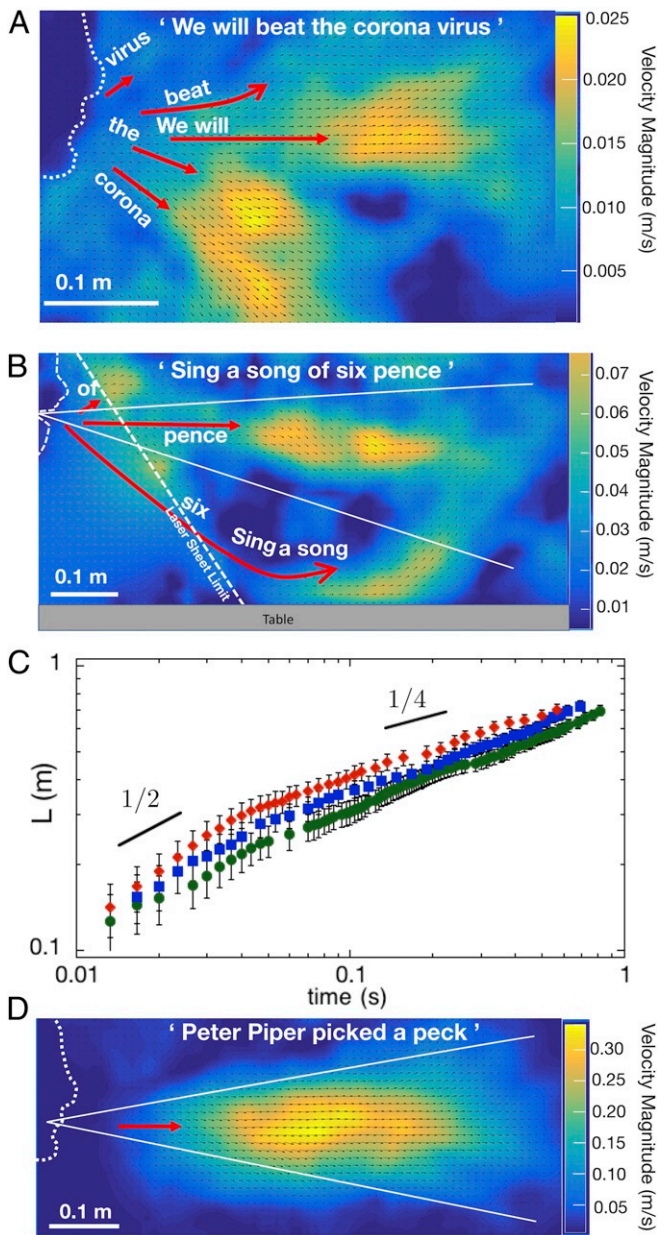 A
' We will beat the corona virus '
virus
beat
We will
the
corona
0.1 m
0.025
0.020
0.015
0.010
0.005
Velocity Magnitude (m/s)
B
' Sing a song of six pence '
of
pence
six
Sing a song
Laser Sheet Limit
0.1 m
Table
0.07
0.06
0.05
0.04
0.03
0.02
0.01
Velocity Magnitude (m/s)
C
1
1/4
1/2
L (m)
0.1
0.01
0.1
1
time (s)
D
' Peter Piper picked a peck '
0.1 m
0.30
0.25
0.20
0.15
0.10
0.05
Velocity Magnitude (m/s)